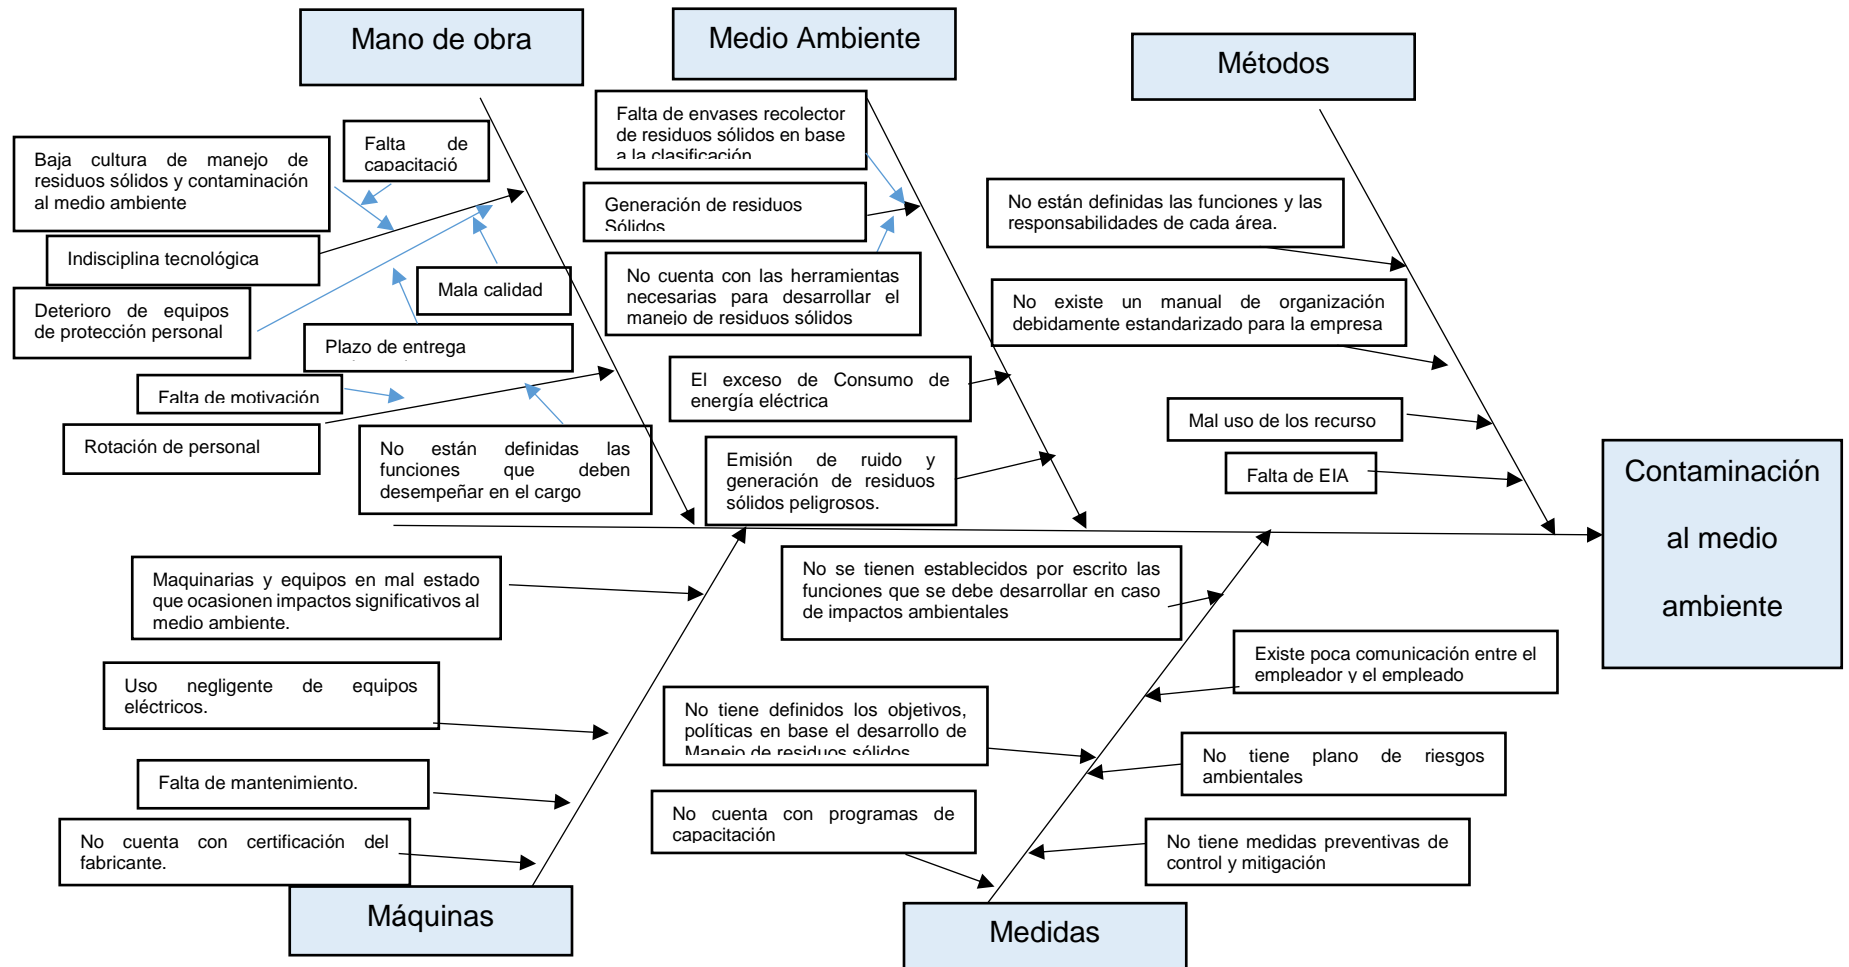 Mano de obra
Medio Ambiente
Métodos
Baja cultura de manejo de
residuos sólidos y contaminación
al medio ambiente
Falta de
capacitació
Indisciplina tecnológica
Deterioro de equipos
de protección personal
Mala calidad
Plazo de entrega
Falta de motivación
Rotación de personal
No están definidas las
funciones que deben
desempeñar en el cargo
Falta de envases recolector
de residuos sólidos en base
a la clasificación
Generación de residuos
Sólidos
No cuenta con las herramientas
necesarias para desarrollar el
manejo de residuos sólidos
El exceso de Consumo de
energía eléctrica
Emisión de ruido y
generación de residuos
sólidos peligrosos.
No están definidas las funciones y las
responsabilidades de cada área.
No existe un manual de organización
debidamente estandarizado para la empresa
Mal uso de los recurso
Falta de EIA
Contaminación
al medio
ambiente
Maquinarias y equipos en mal estado
que ocasionen impactos significativos al
medio ambiente.
Uso negligente de equipos
eléctricos.
Falta de mantenimiento.
No cuenta con certificación del
fabricante.
No se tienen establecidos por escrito las
funciones que se debe desarrollar en caso
de impactos ambientales
Existe poca comunicación entre el
empleador y el empleado
No tiene definidos los objetivos,
políticas en base el desarrollo de
Manejo de residuos sólidos
No tiene plano de riesgos
ambientales
No cuenta con programas de
capacitación
No tiene medidas preventivas de
control y mitigación
Máquinas
Medidas